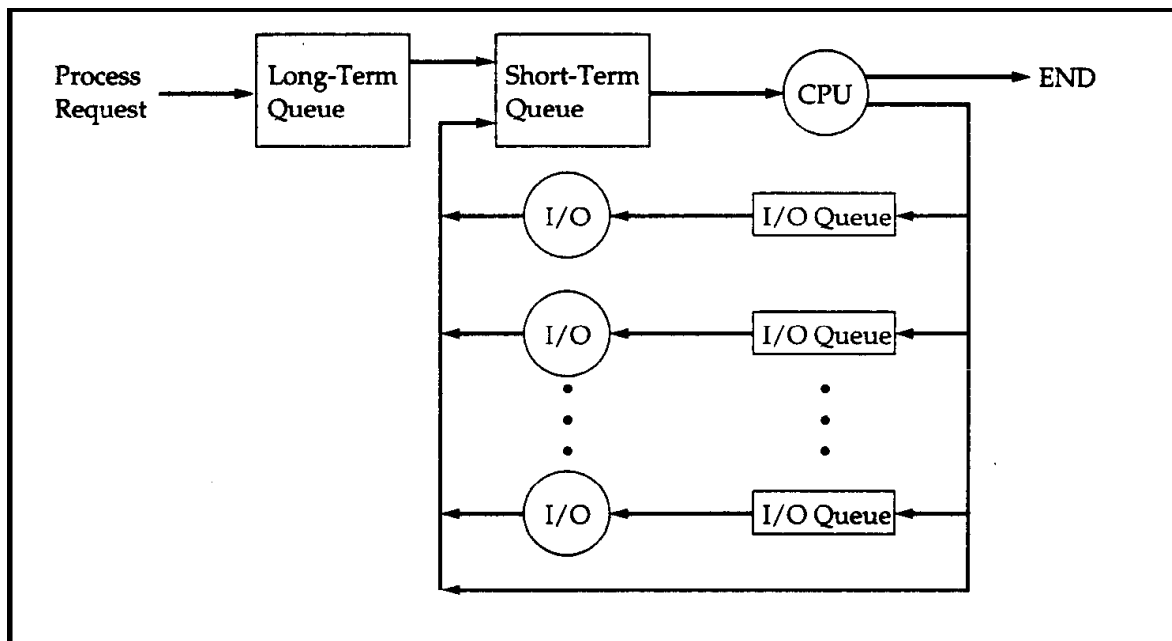 Process
Request
Long-Term
Queue
Short-Term
Queue
CPU
END
I/O
I/O Queue
I/O
I/O Queue
I/O
I/O Queue